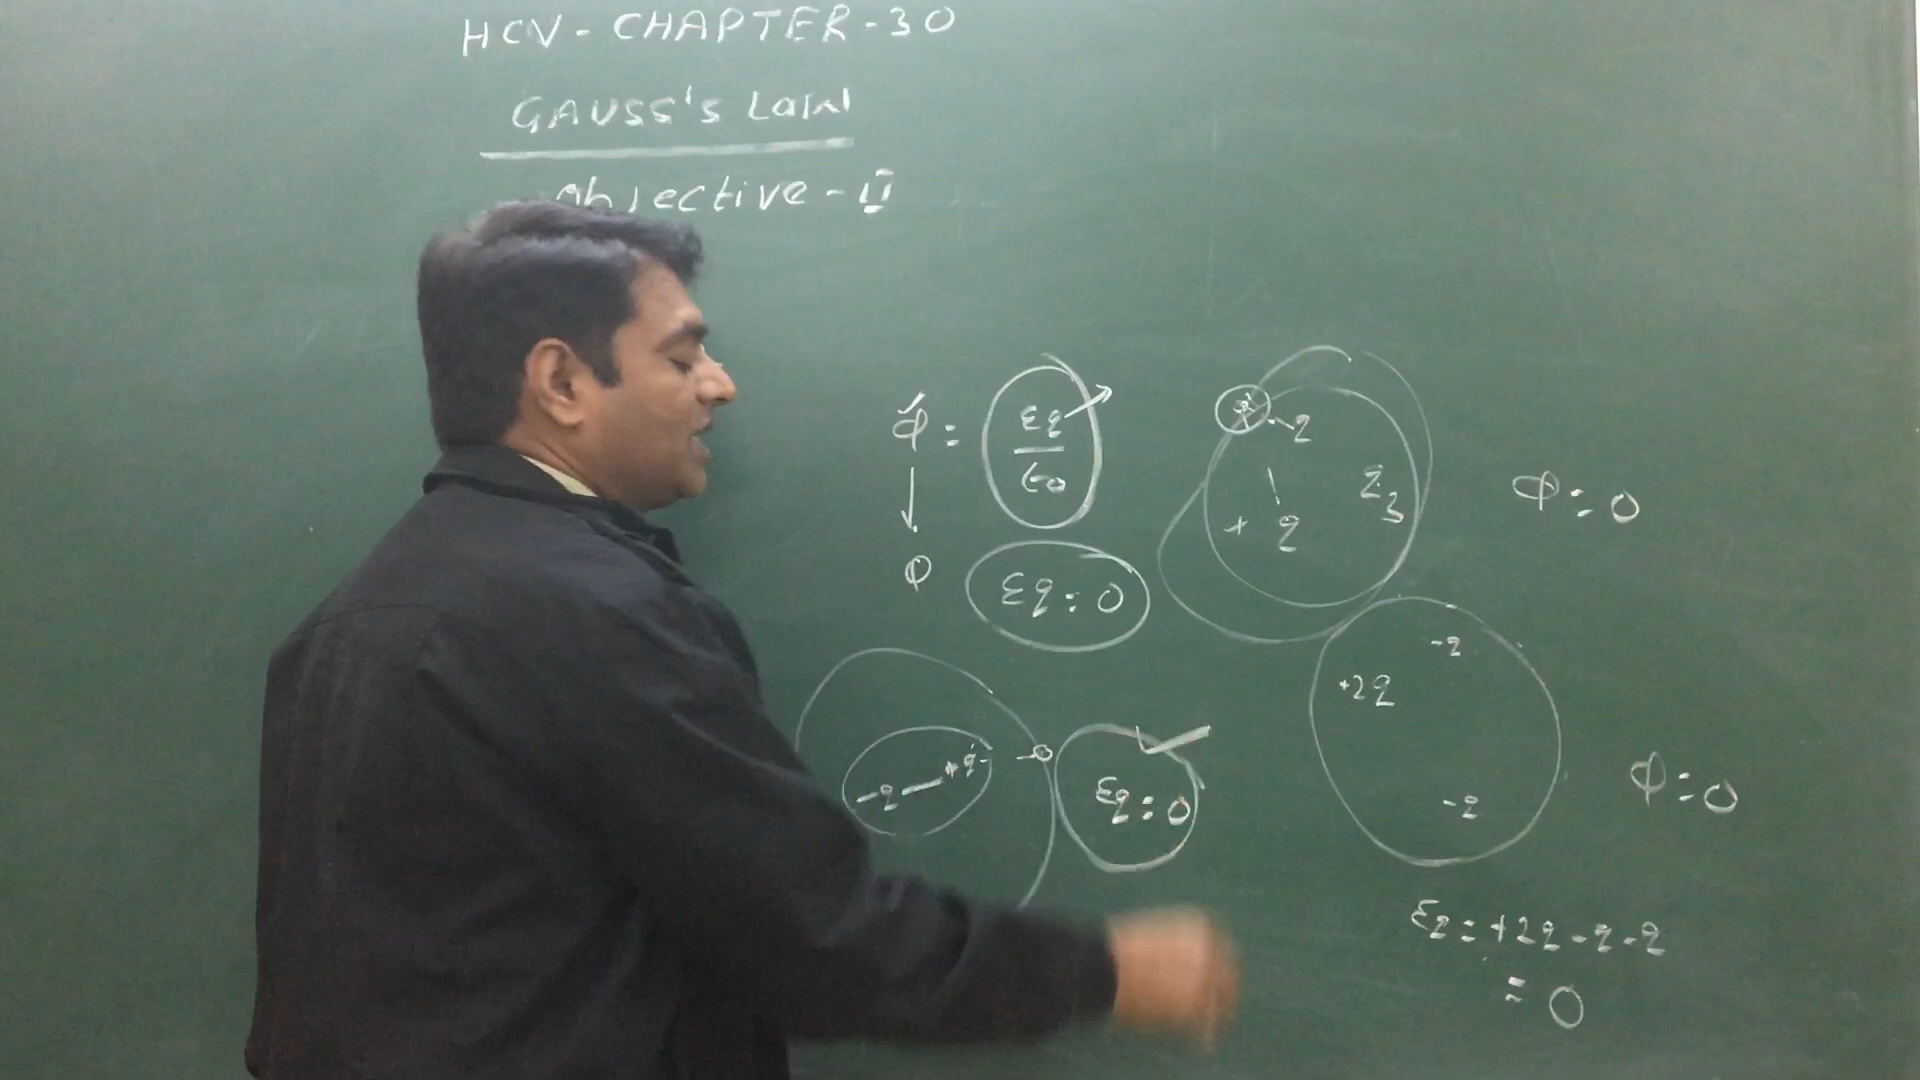 HCV - CHAPTER - 30
GAUSS'S Law
Objective - II
Φ = Σq / ε0
Φ
Σq = 0
- q
+ q
q3
Φ = 0
- q + q
Σq = 0
- q
+2q
- q
Φ = 0
Σq = +2q - q - q
= 0